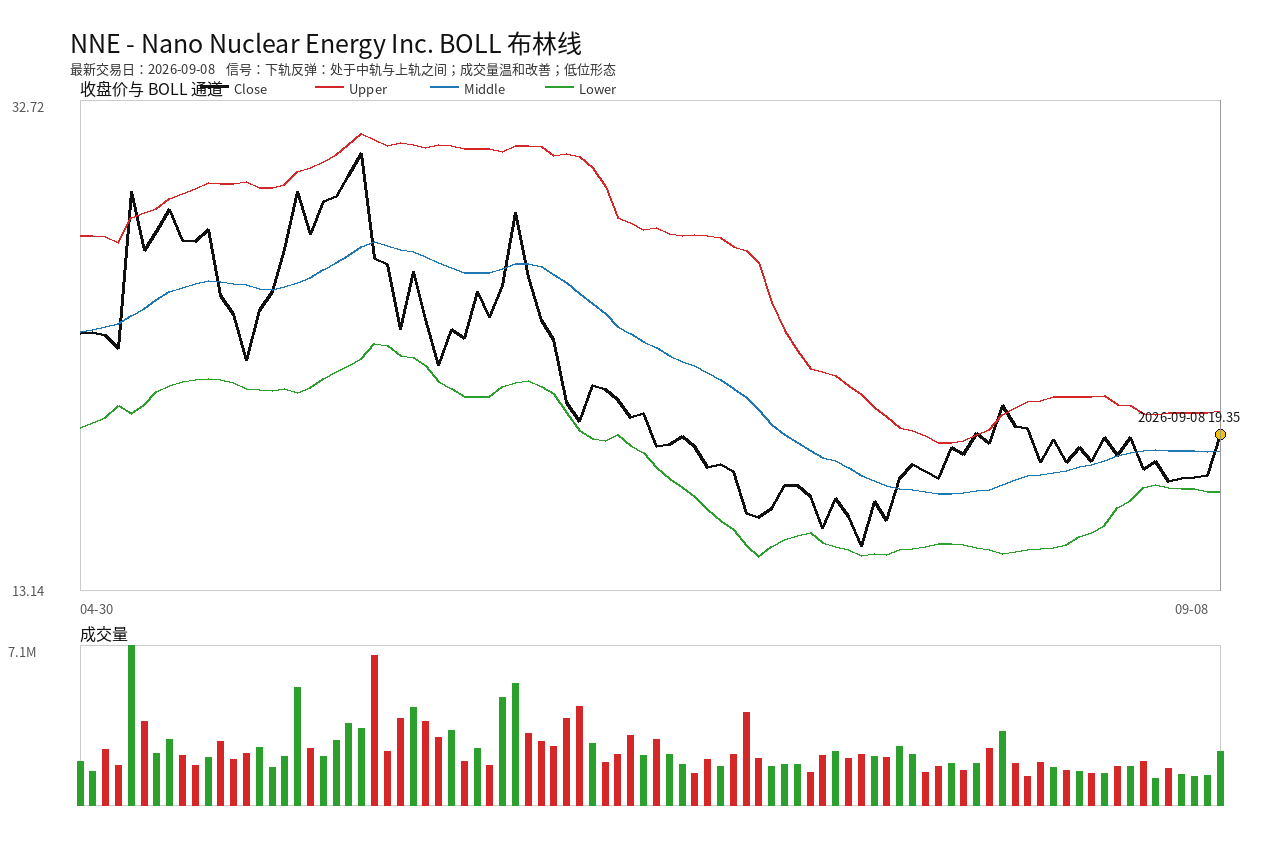 NNE - Nano Nuclear Energy Inc. BOLL 布林线
最新交易日：2026-09-08 信号：下轨反弹：处于中轨与上轨之间；成交量温和改善；低位形态
收盘价与 BOLL 通道 Close Upper Middle Lower
32.72
2026-09-08 19.35
13.14
04-30 09-08
成交量
7.1M